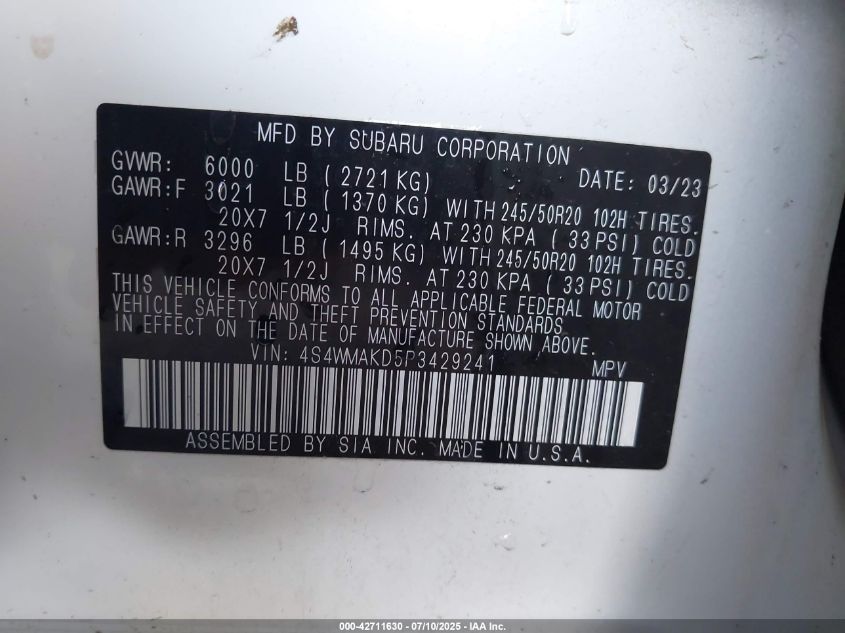 MFD BY SUBARU CORPORATION
GVWR: 6000 LB ( 2721 KG) DATE: 03/23
GAWR:F 3021 LB ( 1370 KG) WITH 245/50R20 102H TIRES.
20X7 1/2J RIMS. AT 230 KPA ( 33 PSI) COLD
GAWR:R 3296 LB ( 1495 KG) WITH 245/50R20 102H TIRES.
20X7 1/2J RIMS. AT 230 KPA ( 33 PSI) COLD
THIS VEHICLE CONFORMS TO ALL APPLICABLE FEDERAL MOTOR
VEHICLE SAFETY AND THEFT PREVENTION STANDARDS
IN EFFECT ON THE DATE OF MANUFACTURE SHOWN ABOVE.
VIN: 4S4WMAKD5P3429241 MPV
ASSEMBLED BY SIA INC. MADE IN U.S.A.
000-42711630 - 07/10/2025 - IAA Inc.